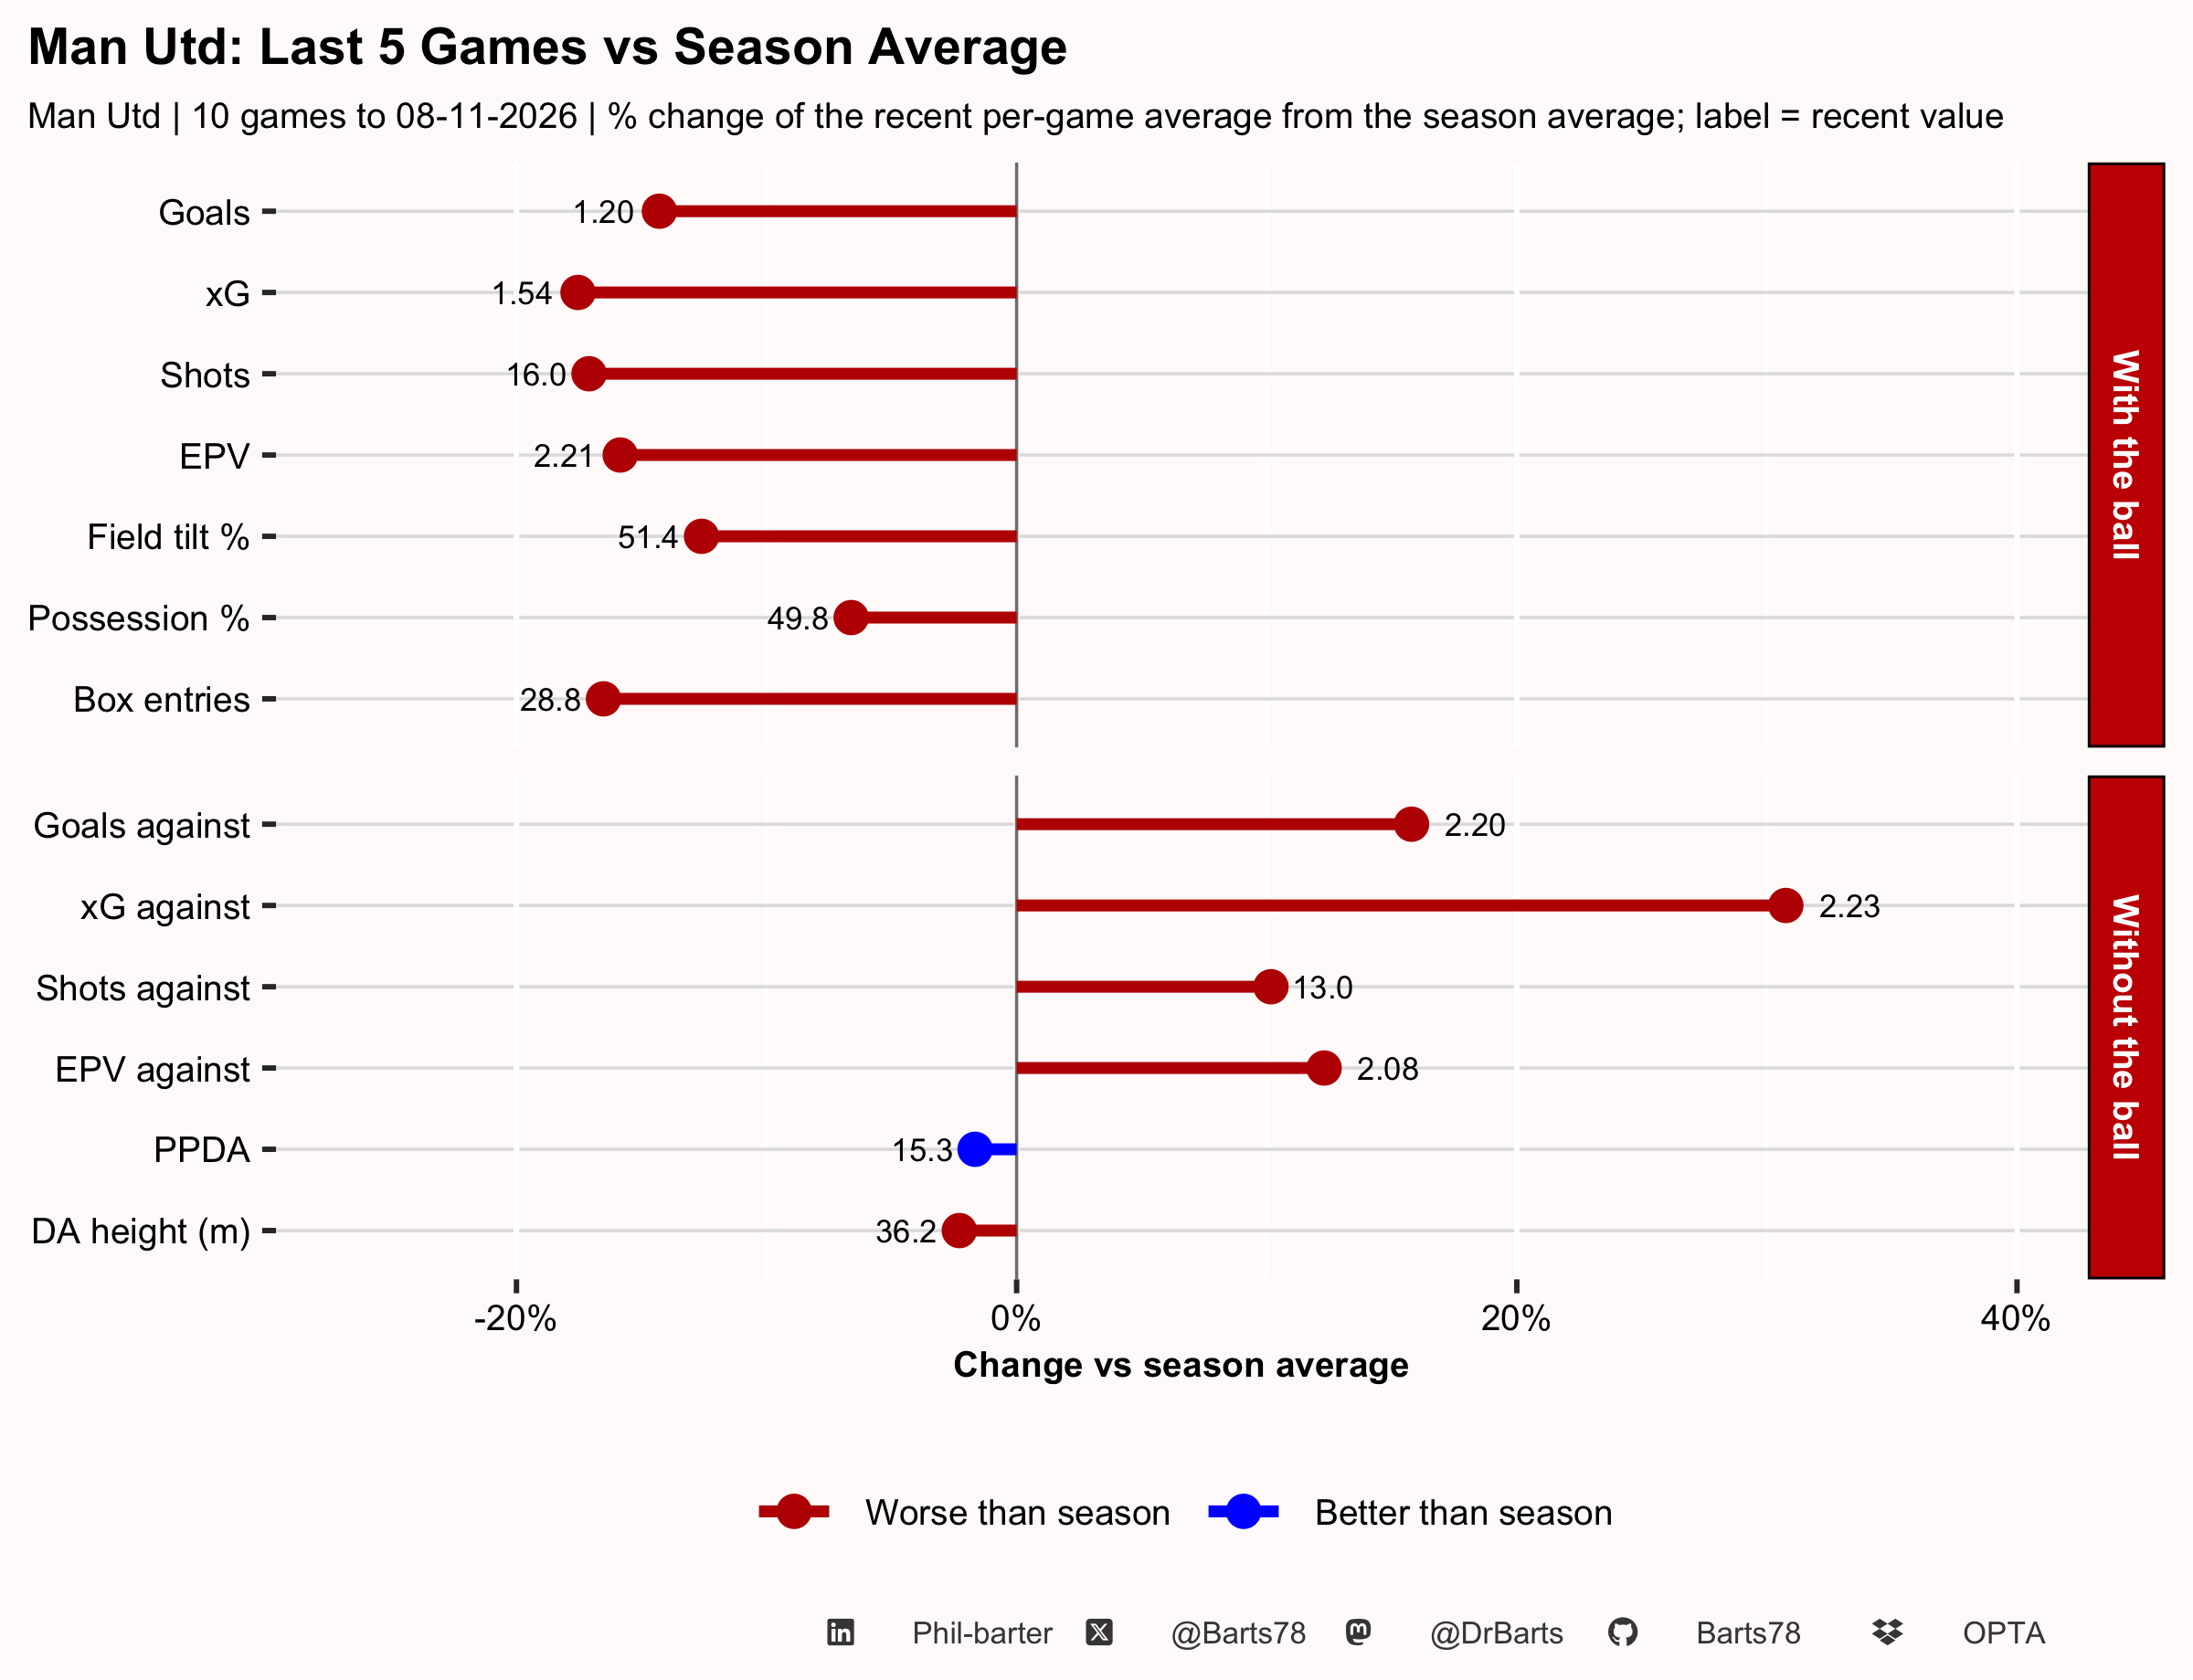 Man Utd: Last 5 Games vs Season Average
Man Utd | 10 games to 08-11-2026 | % change of the recent per-game average from the season average; label = recent value
With the ball
Goals 1.20
xG 1.54
Shots 16.0
EPV 2.21
Field tilt % 51.4
Possession % 49.8
Box entries 28.8
Without the ball
Goals against 2.20
xG against 2.23
Shots against 13.0
EPV against 2.08
PPDA 15.3
DA height (m) 36.2
-20% 0% 20% 40%
Change vs season average
Worse than season Better than season
Phil-barter @Barts78 @DrBarts Barts78 OPTA